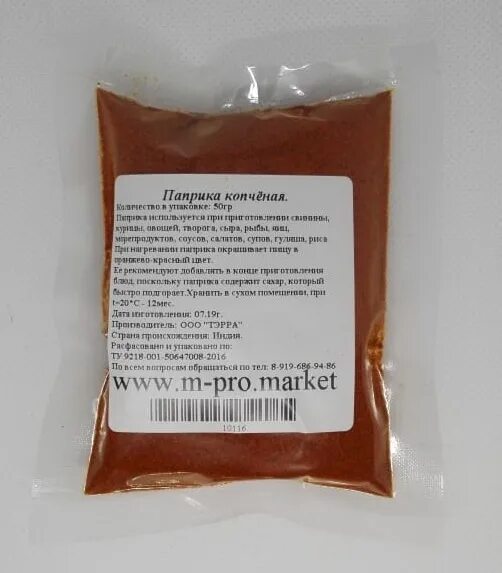 Паприка копчёная.
Количество в упаковке: 50гр
Паприка используется при приготовлении свинины,
курицы, овощей, творога, сыра, рыбы, яиц,
морепродуктов, соусов, салатов, супов, гуляша, риса
При нагревании паприка окрашивает пищу в
оранжево-красный цвет.
Ее рекомендуют добавлять в конце приготовления
блюд, поскольку паприка содержит сахар, который
быстро подгорает.Хранить в сухом помещении, при
t=20°C - 12мес.
Дата изготовления: 07.19г.
Производитель: ООО "ТЭРРА"
Страна происхождения: Индия.
Расфасовано и упаковано по:
ТУ 9218-001-50647008-2016
По всем вопросам обращаться по тел: 8-919-686-94-86
www.m-pro.market
10116